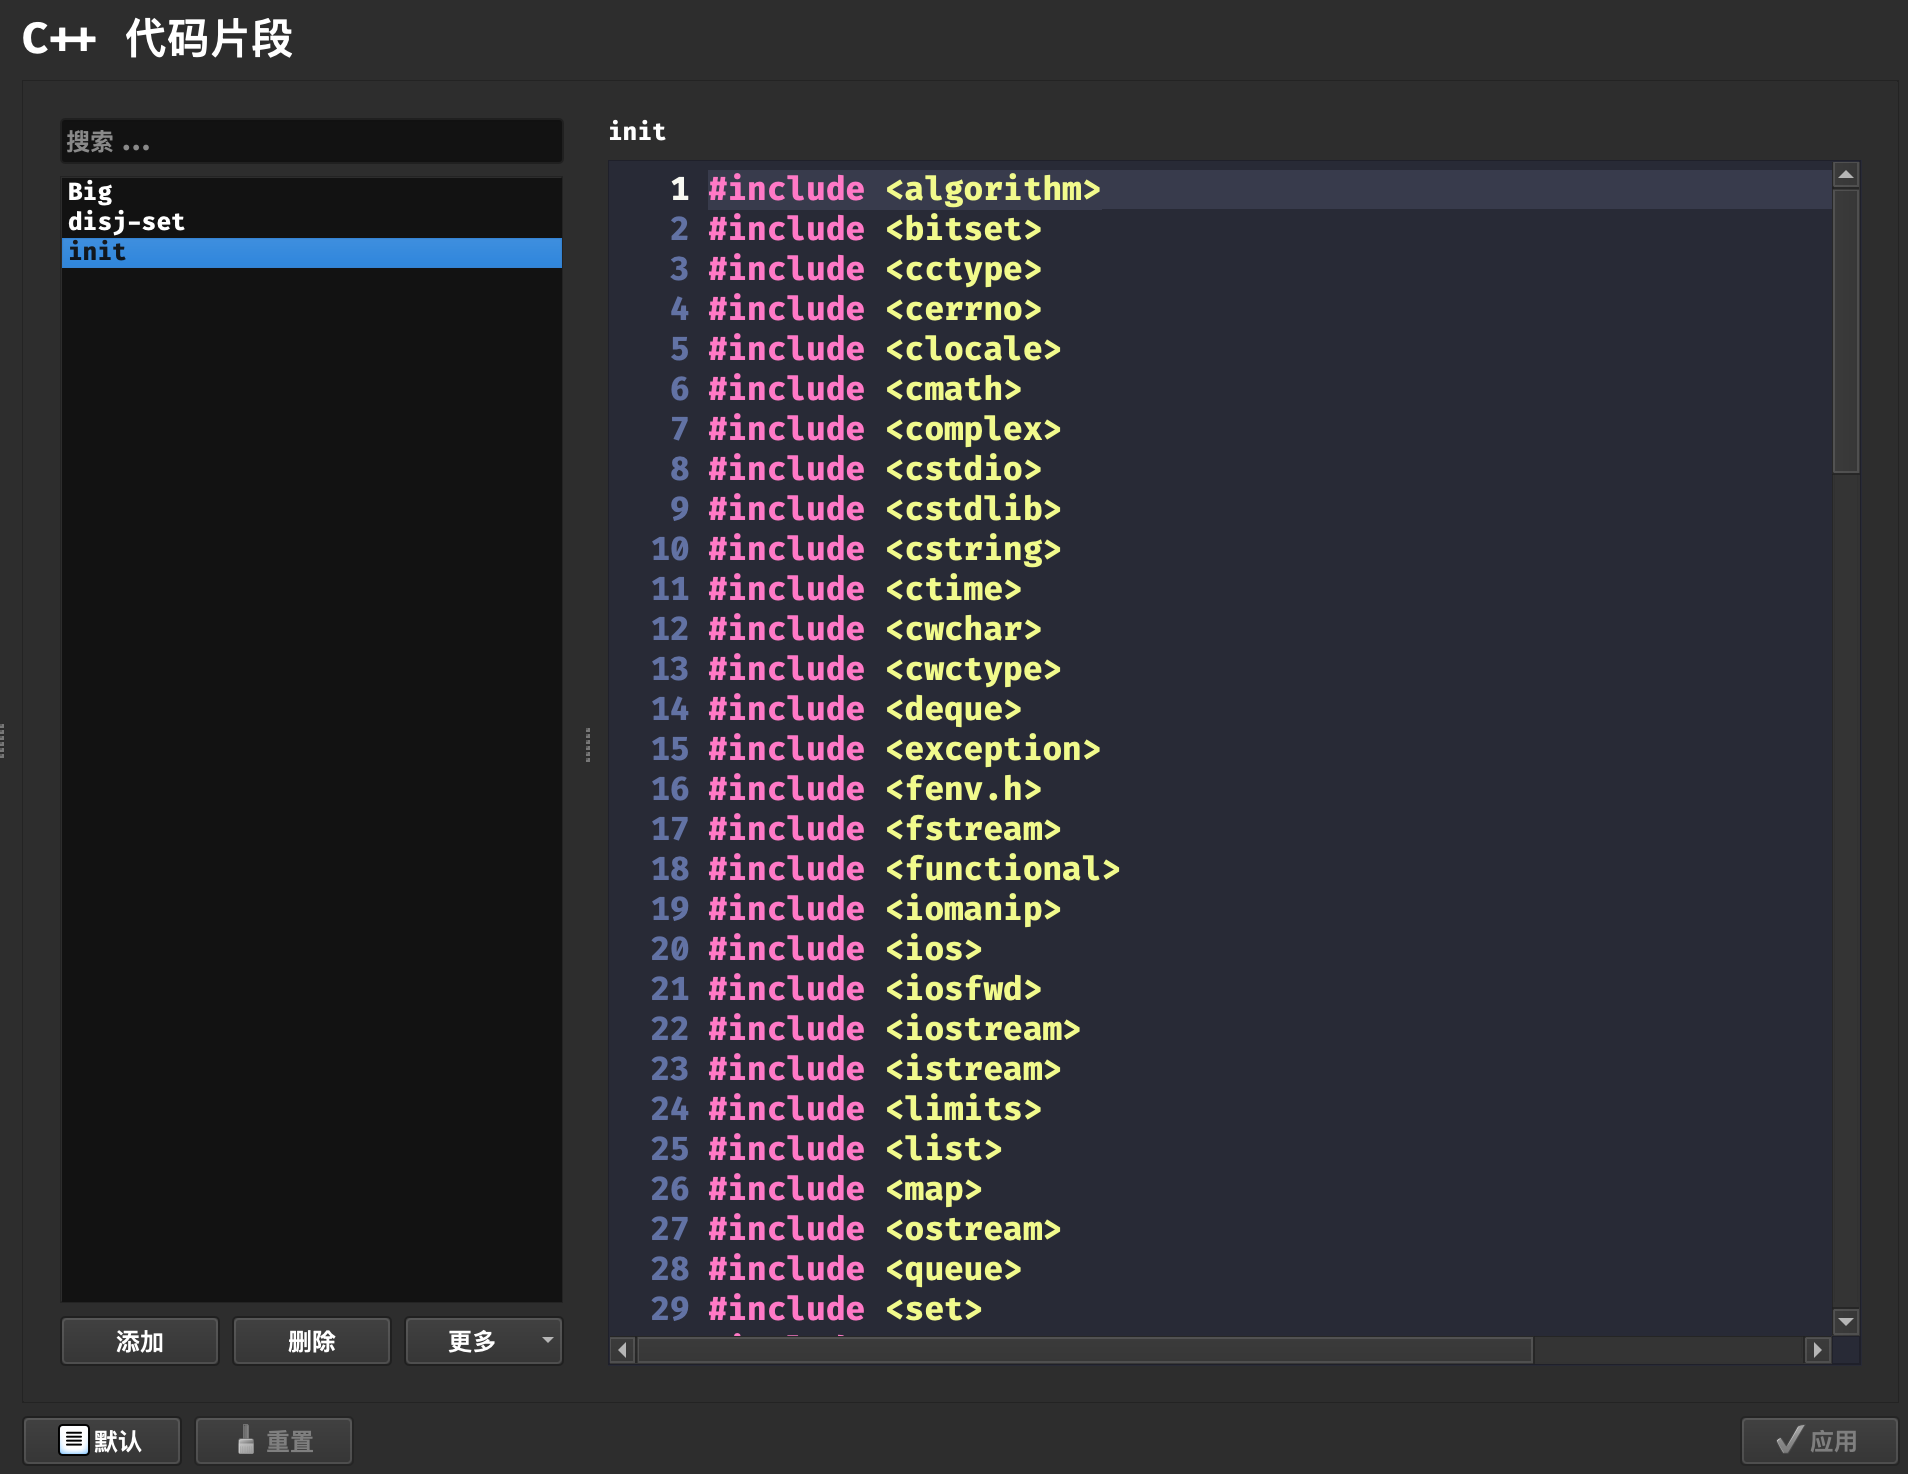 C++ 代码片段
搜索 ...
Big
disj-set
init
添加
删除
更多
init
1 #include <algorithm>
2 #include <bitset>
3 #include <cctype>
4 #include <cerrno>
5 #include <clocale>
6 #include <cmath>
7 #include <complex>
8 #include <cstdio>
9 #include <cstdlib>
10 #include <cstring>
11 #include <ctime>
12 #include <cwchar>
13 #include <cwctype>
14 #include <deque>
15 #include <exception>
16 #include <fenv.h>
17 #include <fstream>
18 #include <functional>
19 #include <iomanip>
20 #include <ios>
21 #include <iosfwd>
22 #include <iostream>
23 #include <istream>
24 #include <limits>
25 #include <list>
26 #include <map>
27 #include <ostream>
28 #include <queue>
29 #include <set>
默认
重置
应用